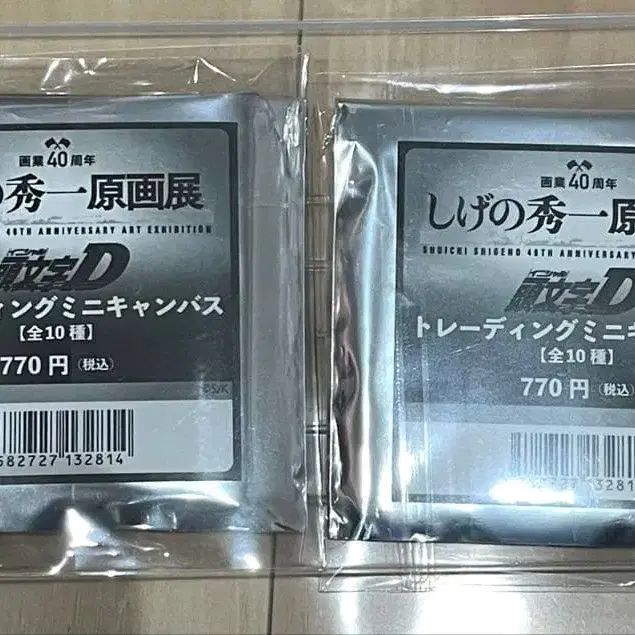 画業40周年
の秀一原画展
40TH ANNIVERSARY ART EXHIBITION
頭文字D
ィングミニキャンバス
【全10種】
770円(税込)
©S/K
582727 132814
画業40周年
しげの秀一原
SHUICHI SHIGENO 40TH ANNIVERSARY
頭文字D
トレーディングミニキ
【全10種】
770円(税込)
2727 13281